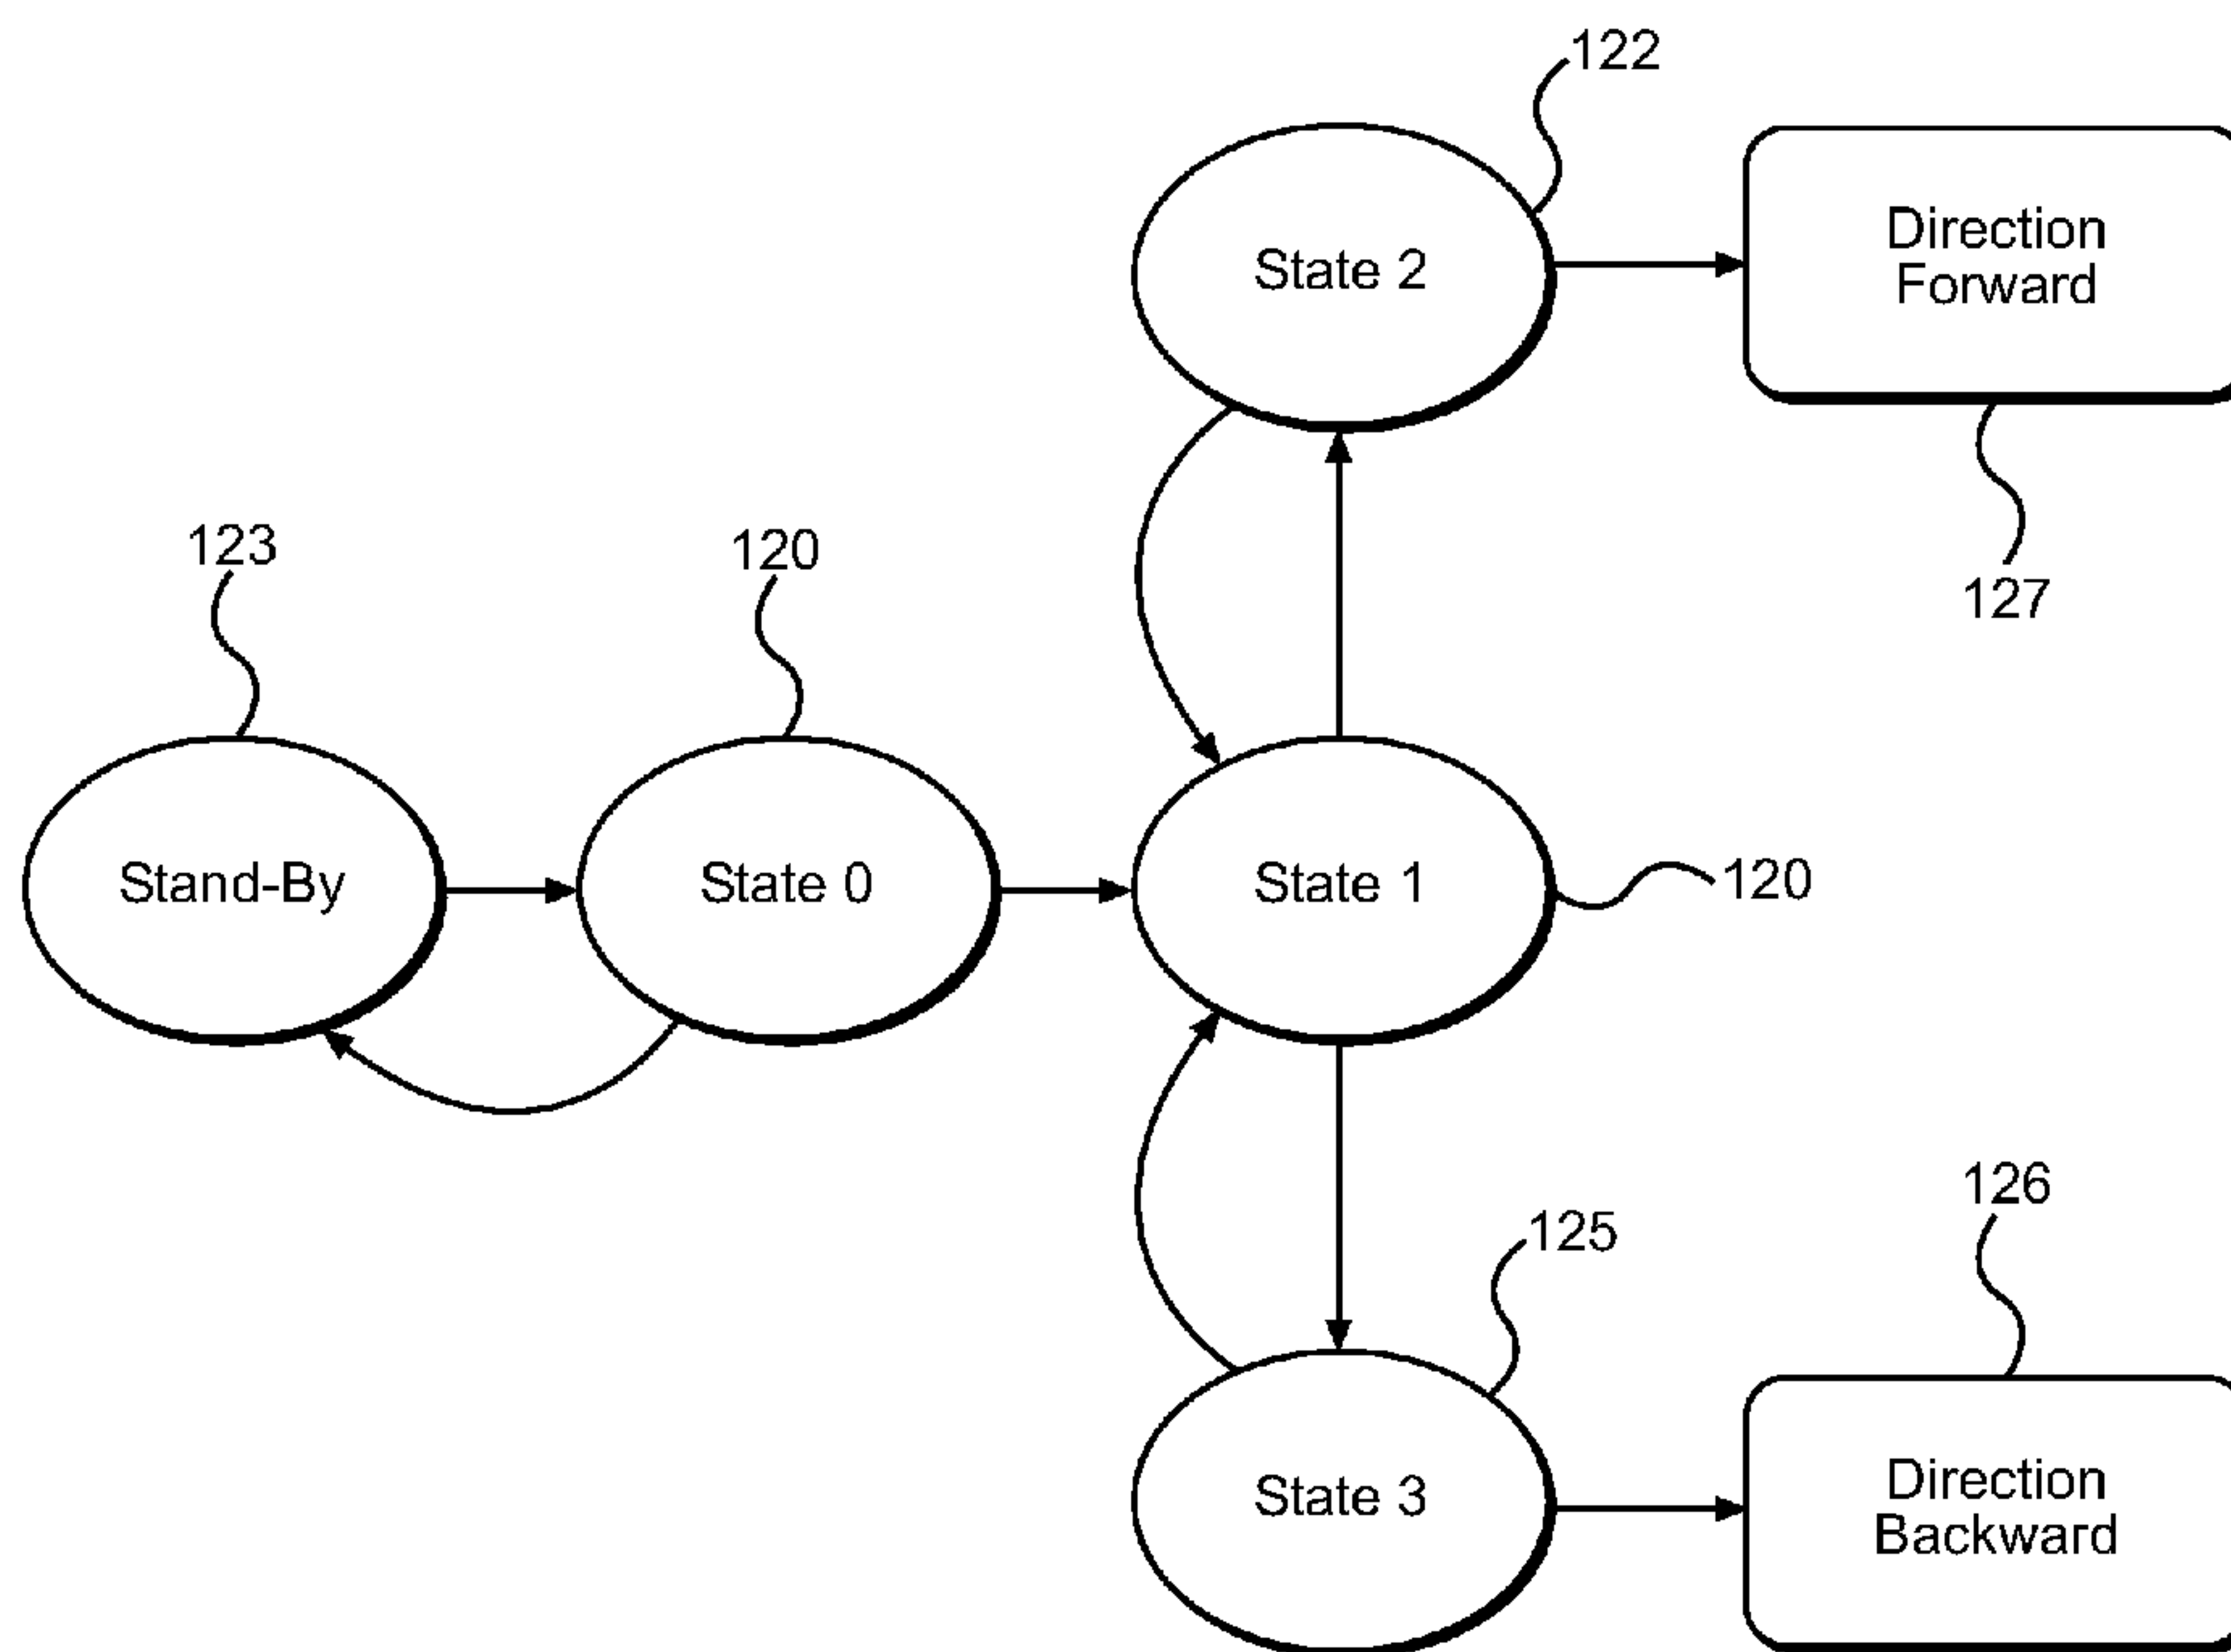 122
State 2
Direction
Forward
127
123
120
Stand-By
State 0
State 1
120
126
125
State 3
Direction
Backward